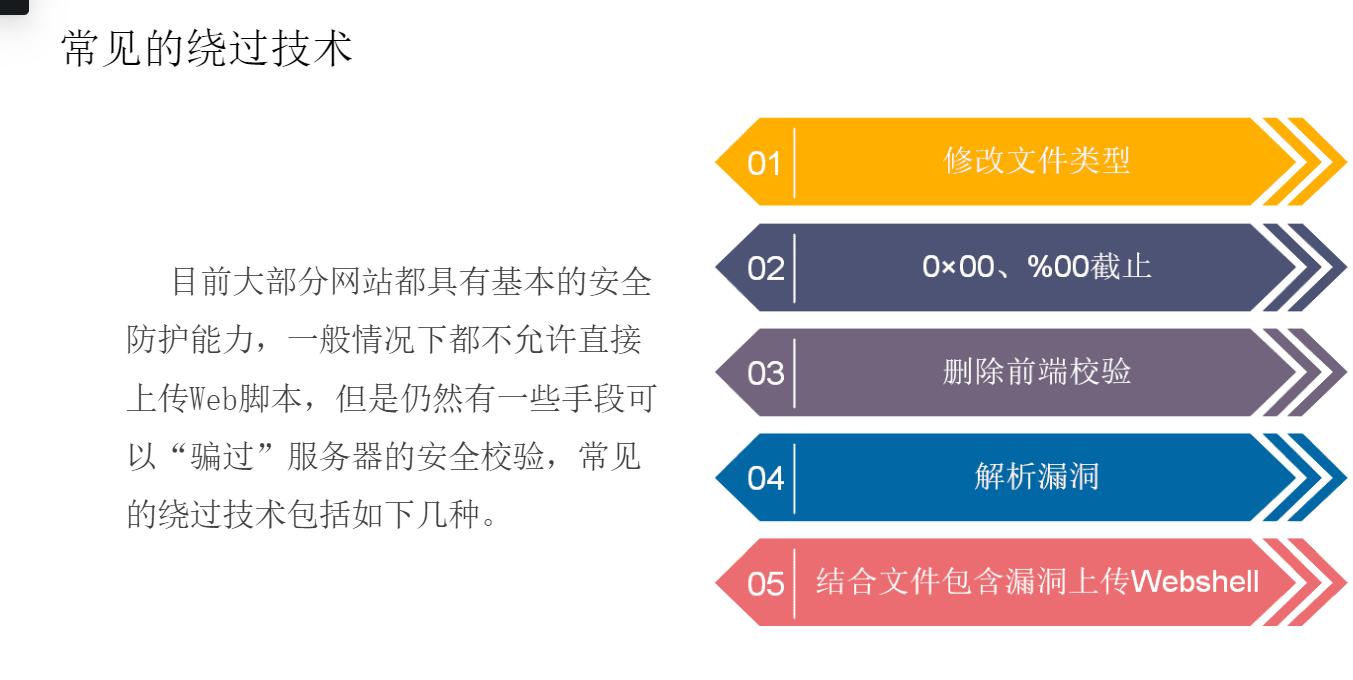 常见的绕过技术
目前大部分网站都具有基本的安全
防护能力，一般情况下都不允许直接
上传Web脚本，但是仍然有一些手段可
以“骗过”服务器的安全校验，常见
的绕过技术包括如下几种。
01 修改文件类型
02 0×00、%00截止
03 删除前端校验
04 解析漏洞
05 结合文件包含漏洞上传Webshell